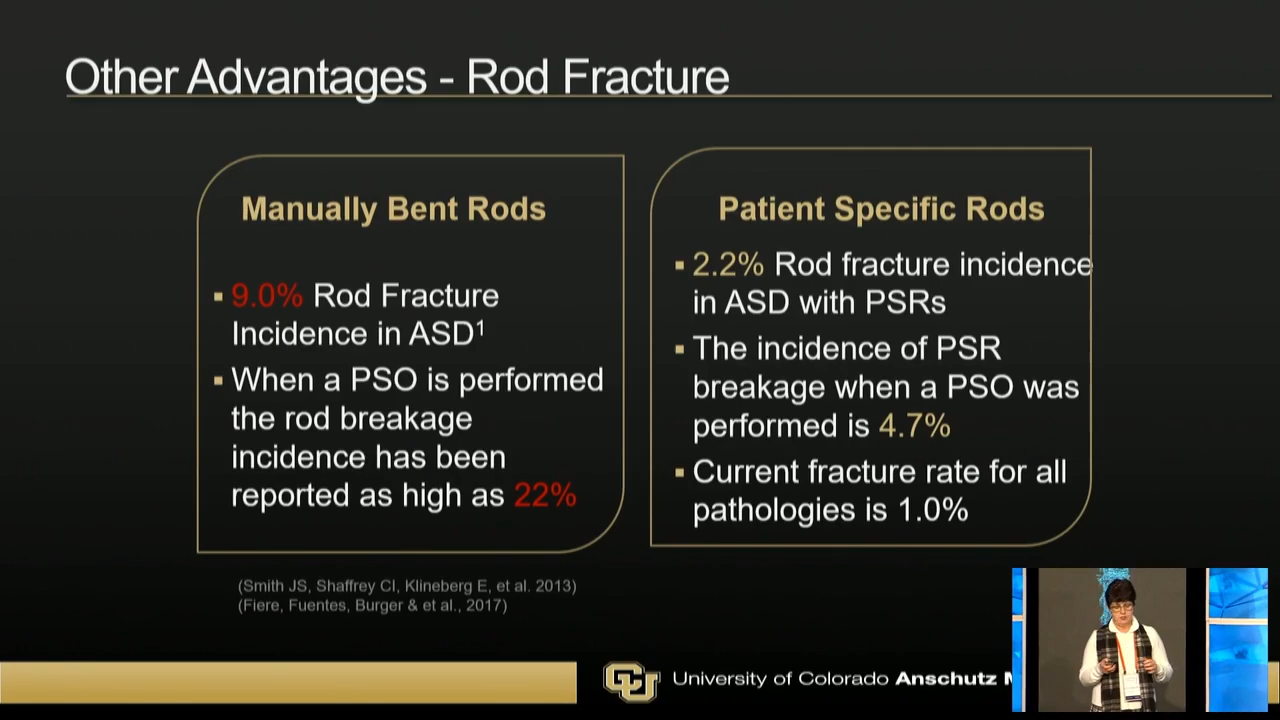 Other Advantages - Rod Fracture
Manually Bent Rods
▪ 9.0% Rod Fracture
Incidence in ASD¹
▪ When a PSO is performed
the rod breakage
incidence has been
reported as high as 22%
Patient Specific Rods
▪ 2.2% Rod fracture incidence
in ASD with PSRs
▪ The incidence of PSR
breakage when a PSO was
performed is 4.7%
▪ Current fracture rate for all
pathologies is 1.0%
(Smith JS, Shaffrey CI, Klineberg E, et al. 2013)
(Fiere, Fuentes, Burger & et al., 2017)
CU University of Colorado Anschutz